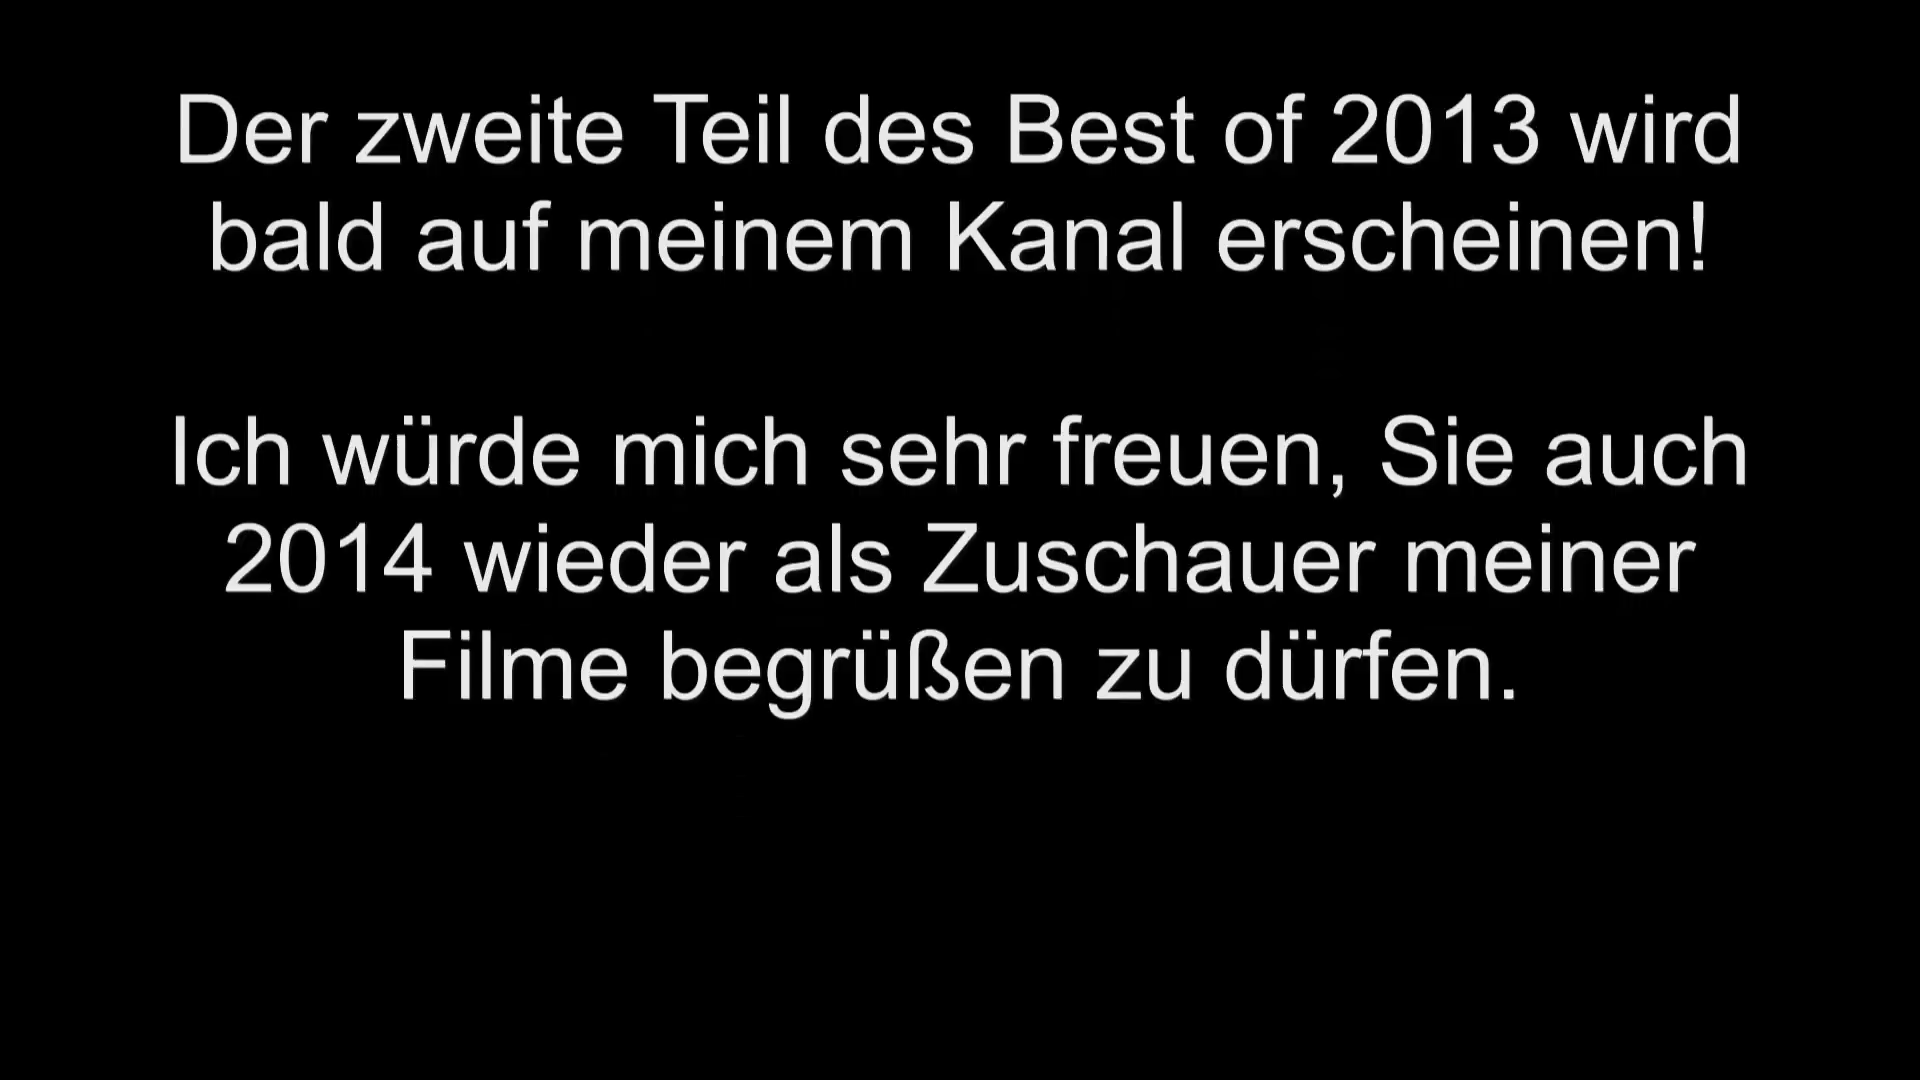 Der zweite Teil des Best of 2013 wird
bald auf meinem Kanal erscheinen!
Ich würde mich sehr freuen, Sie auch
2014 wieder als Zuschauer meiner
Filme begrüßen zu dürfen.